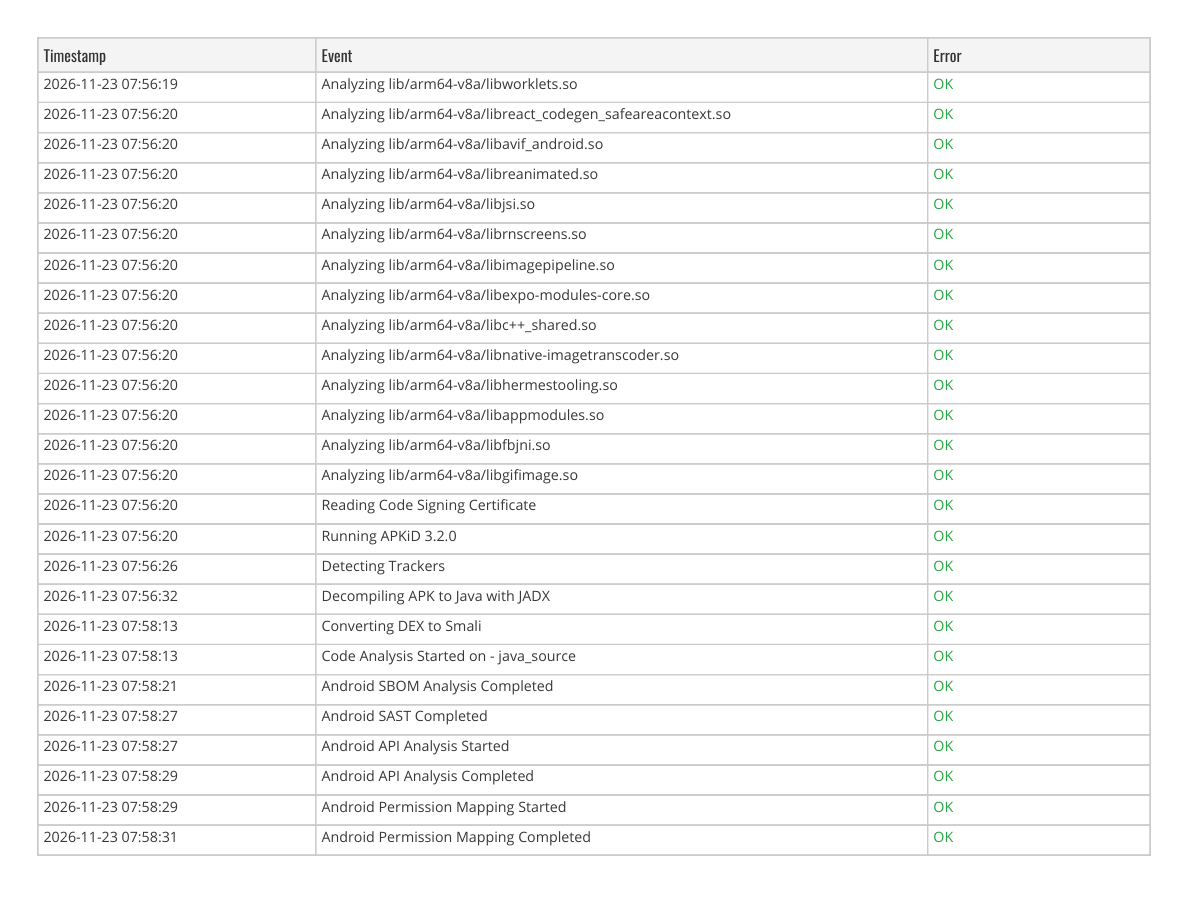 Timestamp Event Error
2026-11-23 07:56:19 Analyzing lib/arm64-v8a/libworklets.so OK
2026-11-23 07:56:20 Analyzing lib/arm64-v8a/libreact_codegen_safeareacontext.so OK
2026-11-23 07:56:20 Analyzing lib/arm64-v8a/libavif_android.so OK
2026-11-23 07:56:20 Analyzing lib/arm64-v8a/libreanimated.so OK
2026-11-23 07:56:20 Analyzing lib/arm64-v8a/libjsi.so OK
2026-11-23 07:56:20 Analyzing lib/arm64-v8a/librnscreens.so OK
2026-11-23 07:56:20 Analyzing lib/arm64-v8a/libimagepipeline.so OK
2026-11-23 07:56:20 Analyzing lib/arm64-v8a/libexpo-modules-core.so OK
2026-11-23 07:56:20 Analyzing lib/arm64-v8a/libc++_shared.so OK
2026-11-23 07:56:20 Analyzing lib/arm64-v8a/libnative-imagetranscoder.so OK
2026-11-23 07:56:20 Analyzing lib/arm64-v8a/libhermestooling.so OK
2026-11-23 07:56:20 Analyzing lib/arm64-v8a/libappmodules.so OK
2026-11-23 07:56:20 Analyzing lib/arm64-v8a/libfbjni.so OK
2026-11-23 07:56:20 Analyzing lib/arm64-v8a/libgifimage.so OK
2026-11-23 07:56:20 Reading Code Signing Certificate OK
2026-11-23 07:56:20 Running APKiD 3.2.0 OK
2026-11-23 07:56:26 Detecting Trackers OK
2026-11-23 07:56:32 Decompiling APK to Java with JADX OK
2026-11-23 07:58:13 Converting DEX to Smali OK
2026-11-23 07:58:13 Code Analysis Started on - java_source OK
2026-11-23 07:58:21 Android SBOM Analysis Completed OK
2026-11-23 07:58:27 Android SAST Completed OK
2026-11-23 07:58:27 Android API Analysis Started OK
2026-11-23 07:58:29 Android API Analysis Completed OK
2026-11-23 07:58:29 Android Permission Mapping Started OK
2026-11-23 07:58:31 Android Permission Mapping Completed OK